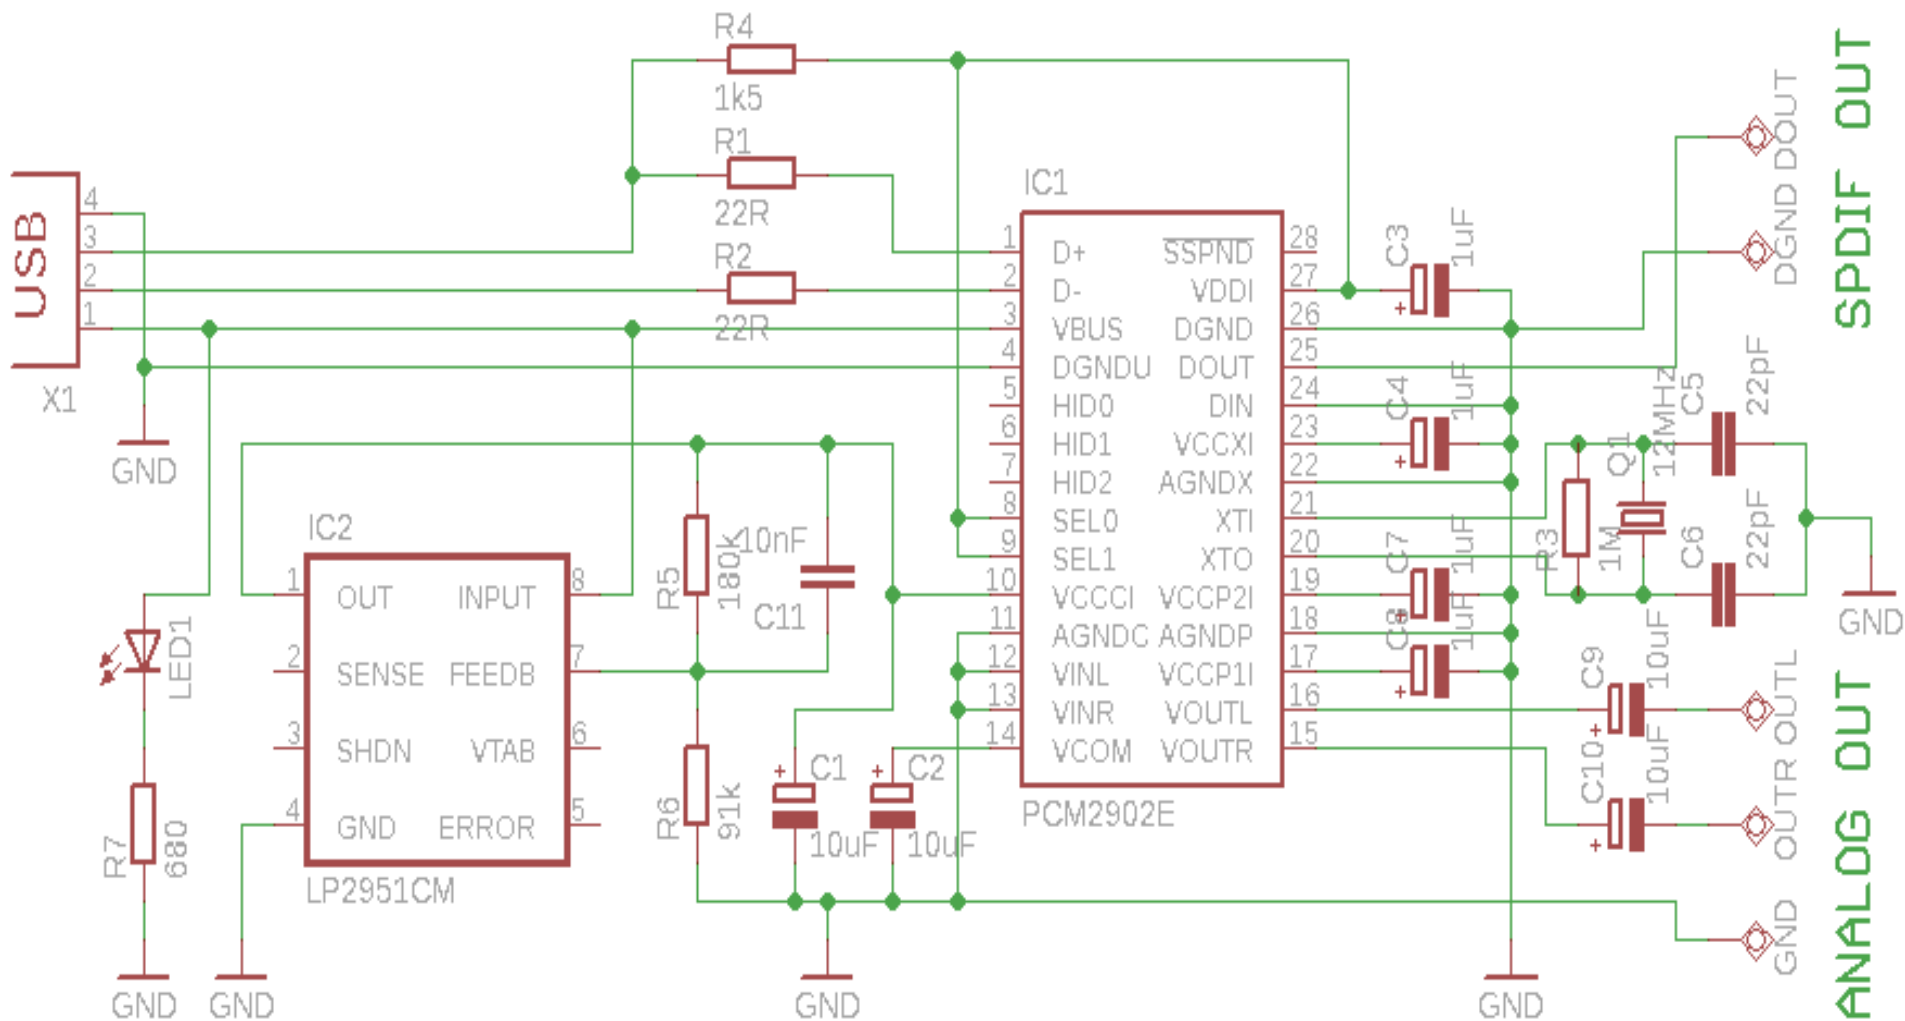 R4
1k5
R1
22R
R2
22R
USB
4
3
2
1
X1
GND
IC1
1
2
3
4
5
6
7
8
9
10
11
12
13
14
D+
D-
VBUS
DGNDU
HID0
HID1
HID2
SEL0
SEL1
VCCCI
AGNDC
VINL
VINR
VCOM
SSPND
VDDI
DGND
DOUT
DIN
VCCXI
AGNDX
XTI
XTO
VCCP2I
AGNDP
VCCP1I
VOUTL
VOUTR
28
27
26
25
24
23
22
21
20
19
18
17
16
15
PCM2902E
C3
+
1uF
C4
+
1uF
C7
+
1uF
C8
+
1uF
R3
1M
Q1
12MHz
C5
22pF
C6
22pF
GND
C9
+
10uF
C10
+
10uF
DOUT
DGND
SPDIF OUT
OUTL
OUTR
GND
ANALOG OUT
IC2
1
2
3
4
OUT
SENSE
SHDN
GND
INPUT
FEEDB
VTAB
ERROR
8
7
6
5
LP2951CM
LED1
R7
680
R5
180k
10nF
C11
R6
91k
+
C1
10uF
+
C2
10uF
GND
GND
GND
GND